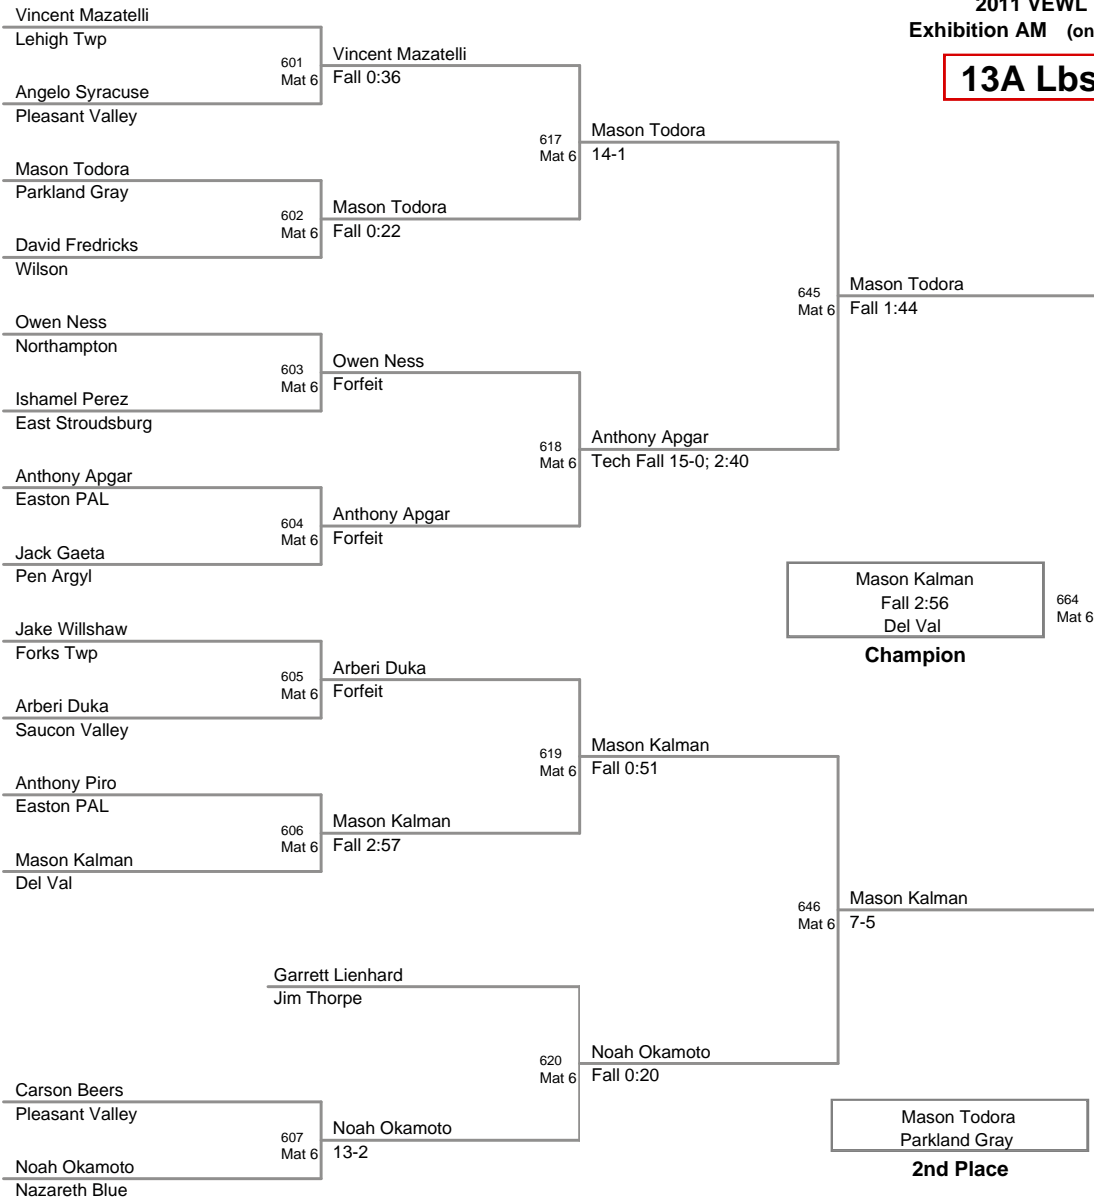 2011 VEWL
Exhibition AM (on
13A Lbs
Vincent Mazatelli
Lehigh Twp
601
Mat 6
Vincent Mazatelli
Fall 0:36
Angelo Syracuse
Pleasant Valley
617
Mat 6
Mason Todora
14-1
Mason Todora
Parkland Gray
602
Mat 6
Mason Todora
Fall 0:22
David Fredricks
Wilson
645
Mat 6
Mason Todora
Fall 1:44
Owen Ness
Northampton
603
Mat 6
Owen Ness
Forfeit
Ishamel Perez
East Stroudsburg
618
Mat 6
Anthony Apgar
Tech Fall 15-0; 2:40
Anthony Apgar
Easton PAL
604
Mat 6
Anthony Apgar
Forfeit
Jack Gaeta
Pen Argyl
Mason Kalman
Fall 2:56
Del Val
664
Mat 6
Champion
Jake Willshaw
Forks Twp
605
Mat 6
Arberi Duka
Forfeit
Arberi Duka
Saucon Valley
619
Mat 6
Mason Kalman
Fall 0:51
Anthony Piro
Easton PAL
606
Mat 6
Mason Kalman
Fall 2:57
Mason Kalman
Del Val
646
Mat 6
Mason Kalman
7-5
Garrett Lienhard
Jim Thorpe
620
Mat 6
Noah Okamoto
Fall 0:20
Carson Beers
Pleasant Valley
607
Mat 6
Noah Okamoto
13-2
Noah Okamoto
Nazareth Blue
Mason Todora
Parkland Gray
2nd Place